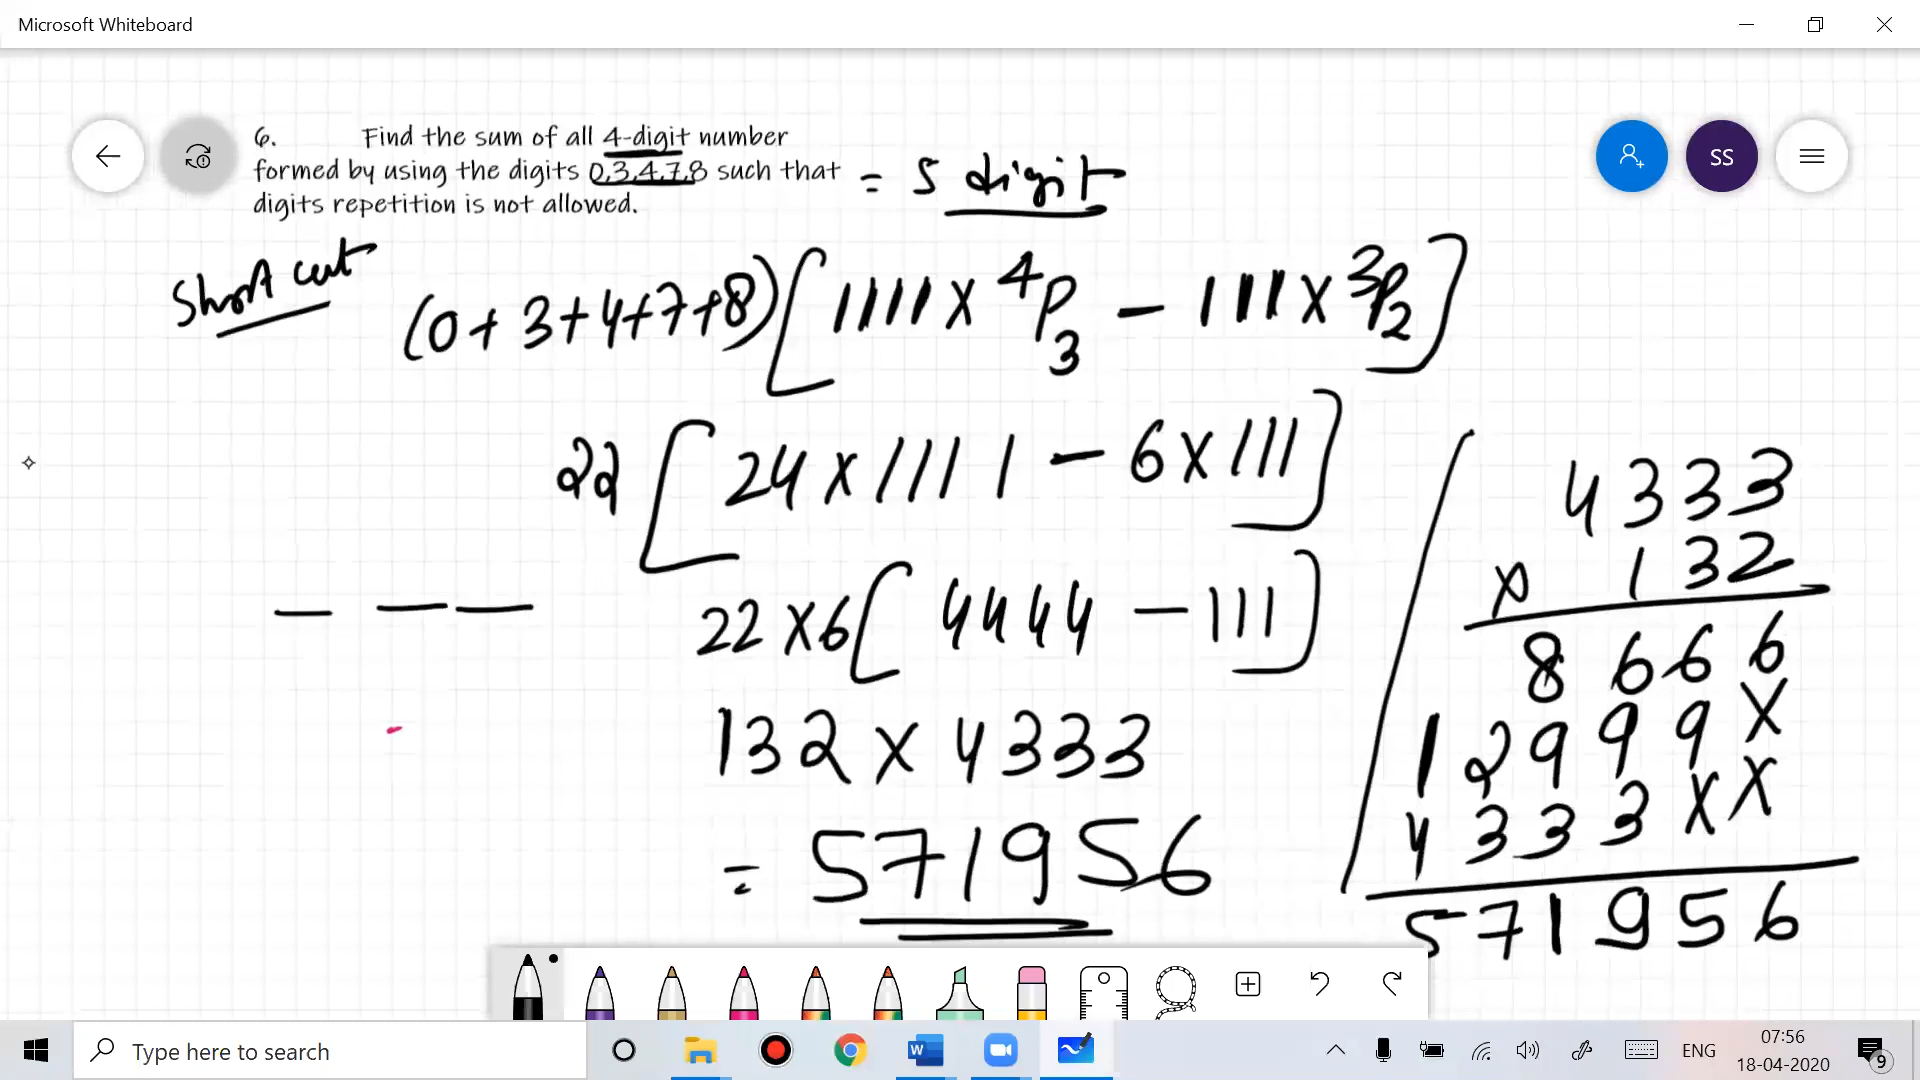 Microsoft Whiteboard
6. Find the sum of all 4-digit number
formed by using the digits 0,3,4,7,8 such that = 5 digit
digits repetition is not allowed.
SS
Short cut
(0+3+4+7+8) [1111 X ⁴P₃ – 111 X ³P₂]
22 [24 X 1111 – 6 X 111]
22 X 6 [4444 – 111]
132 X 4333
= 571956
4333
X 132
8666
12999X
4333XX
571956
Type here to search
ENG
07:56
18-04-2020
9